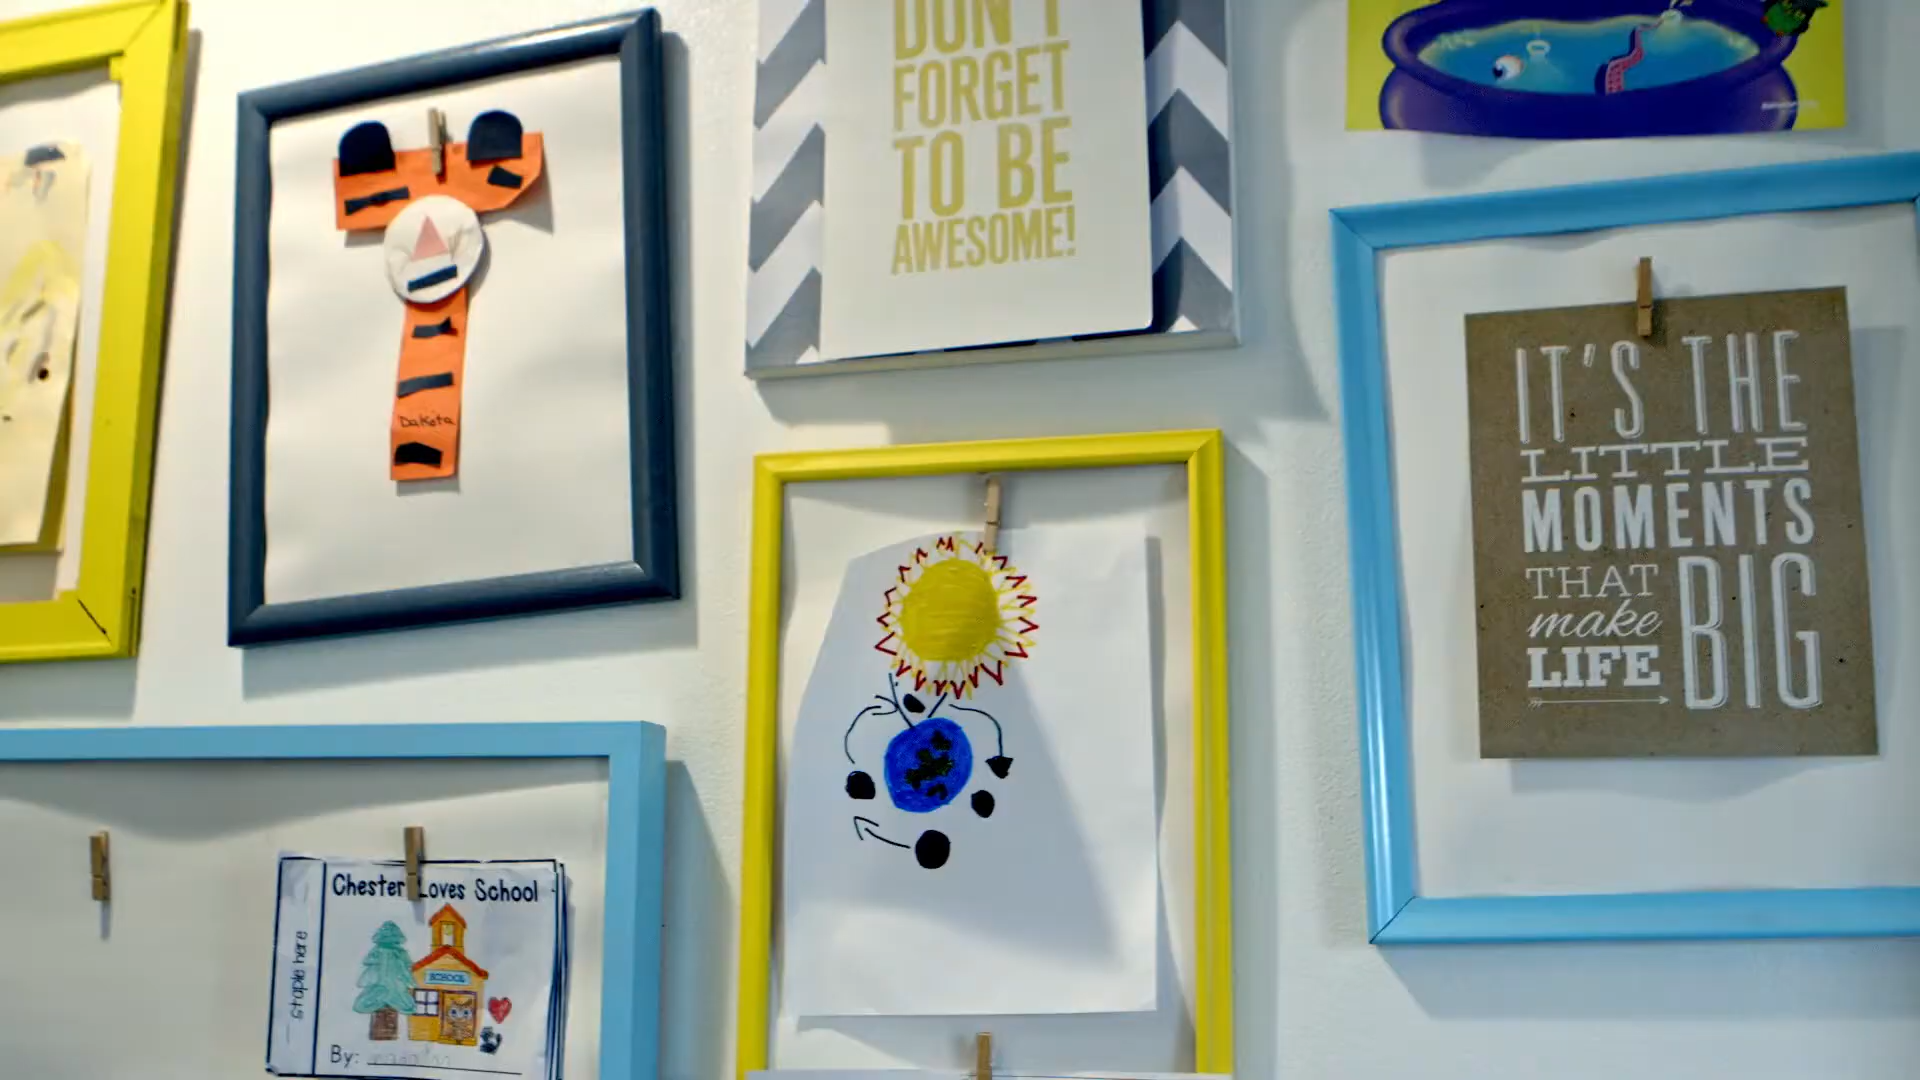 DON'T
FORGET
TO BE
AWESOME!
Dakota
IT'S THE
LITTLE
MOMENTS
THAT
make
LIFE
BIG
Chester Loves School
staple here
SCHOOL
By: